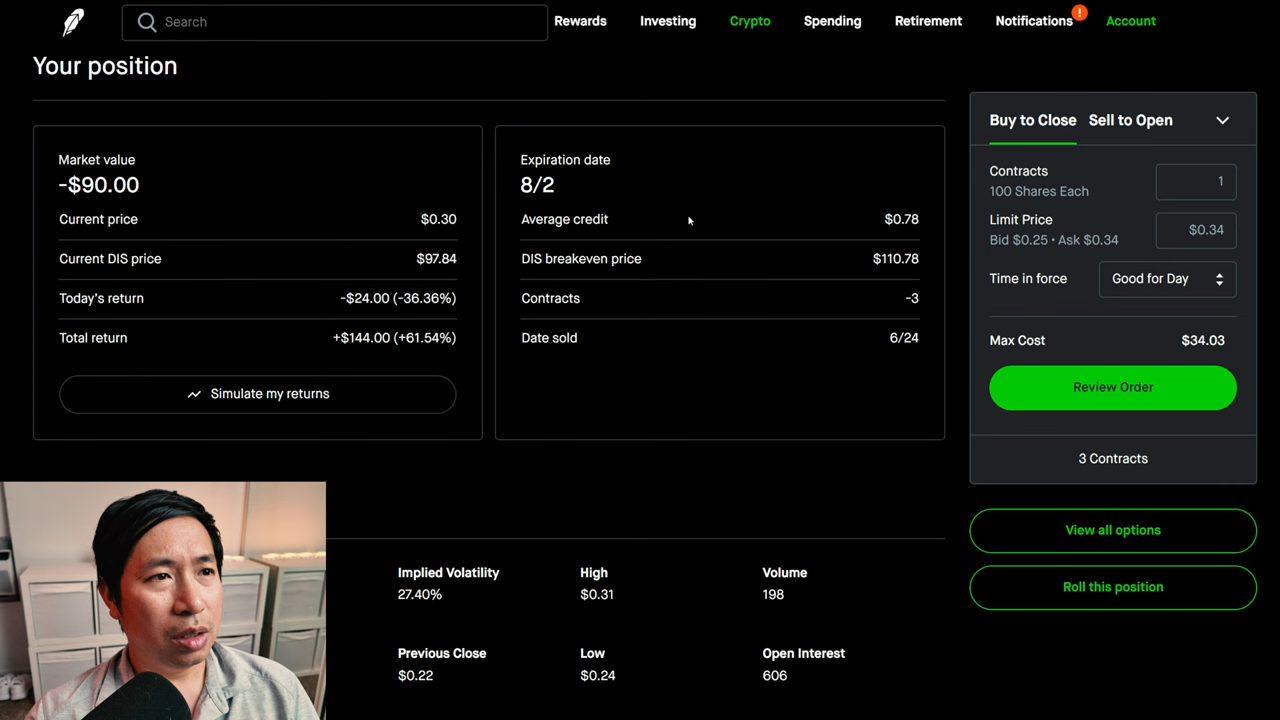 Search
Rewards
Investing
Crypto
Spending
Retirement
Notifications
!
Account
Your position
Market value
-$90.00
Current price $0.30
Current DIS price $97.84
Today's return -$24.00 (-36.36%)
Total return +$144.00 (+61.54%)
Simulate my returns
Expiration date
8/2
Average credit $0.78
DIS breakeven price $110.78
Contracts -3
Date sold 6/24
Buy to Close Sell to Open
Contracts 1
100 Shares Each
Limit Price $0.34
Bid $0.25 • Ask $0.34
Time in force Good for Day
Max Cost $34.03
Review Order
3 Contracts
View all options
Roll this position
Implied Volatility High Volume
27.40% $0.31 198
Previous Close Low Open Interest
$0.22 $0.24 606